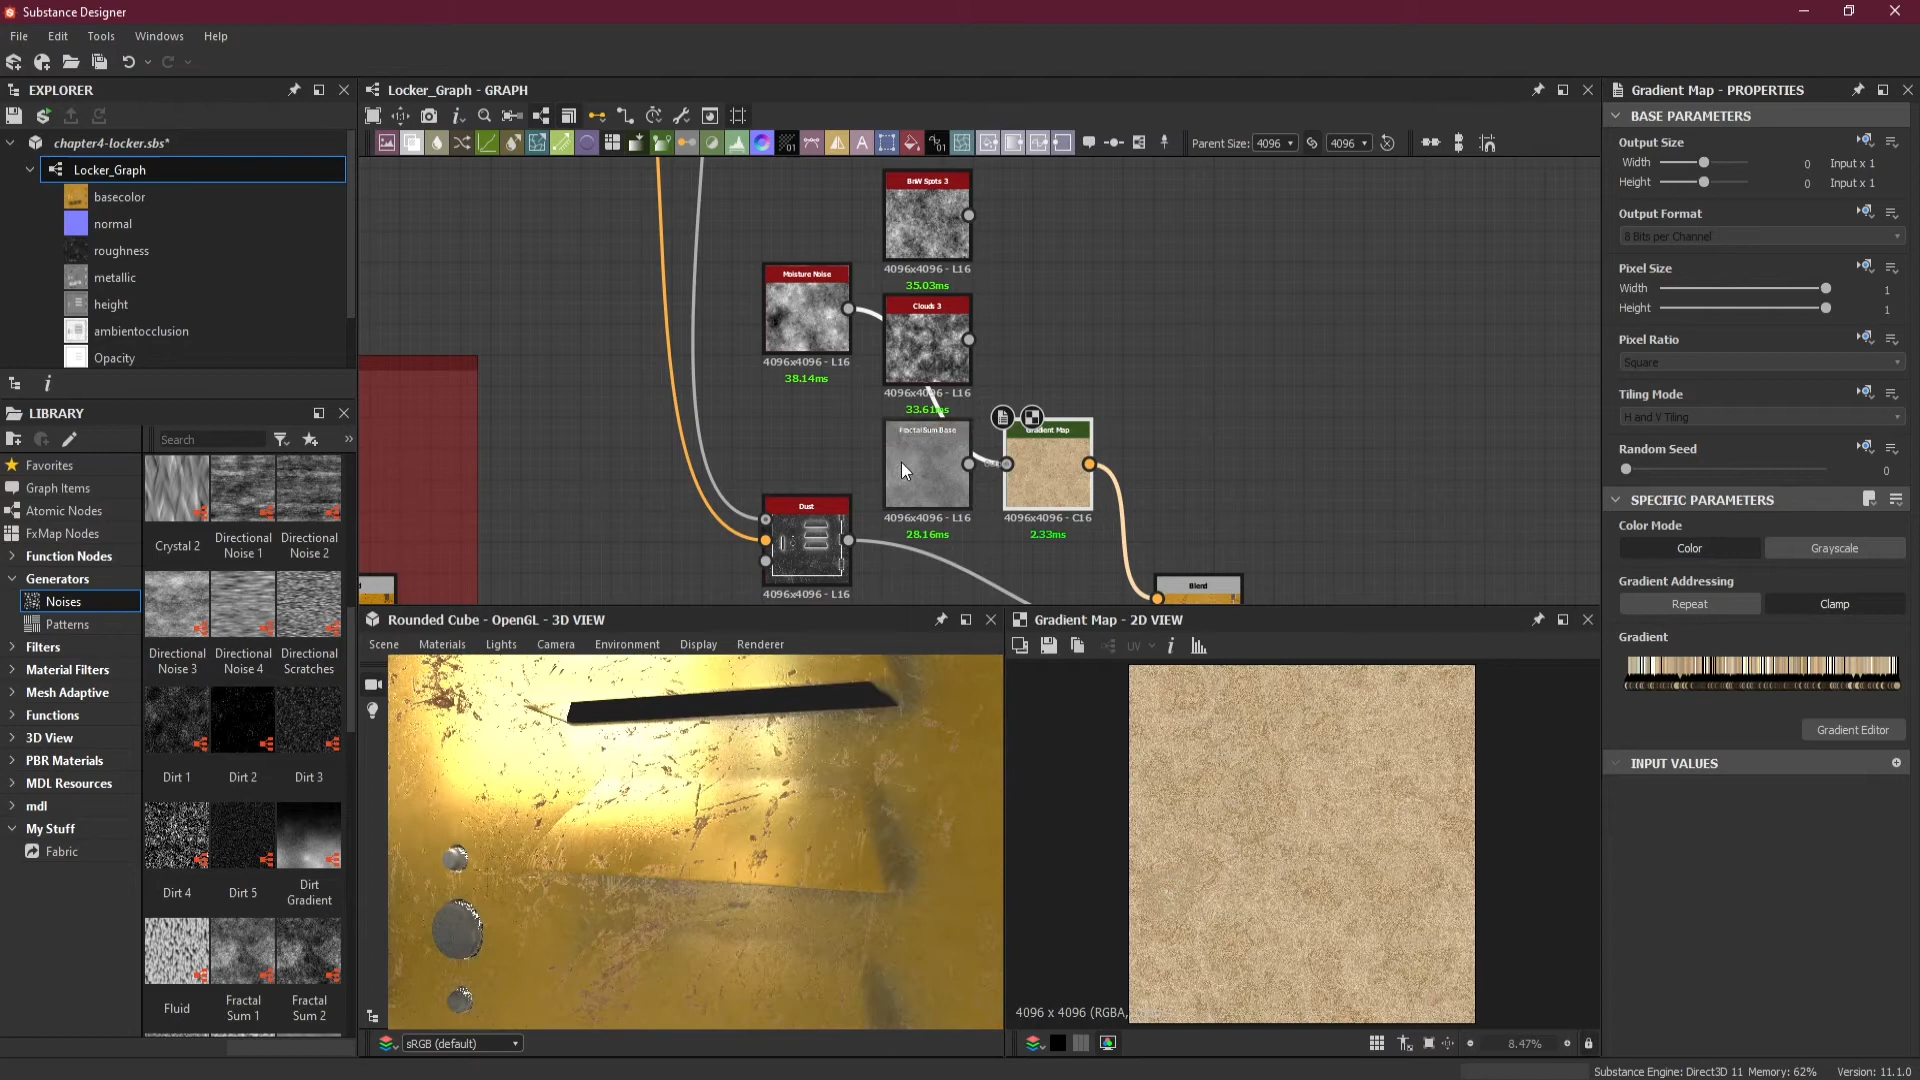 Substance Designer
File Edit Tools Windows Help
EXPLORER
chapter4-locker.sbs*
Locker_Graph
basecolor
normal
roughness
metallic
height
ambientocclusion
Opacity
LIBRARY
Search
Favorites
Graph Items
Atomic Nodes
FxMap Nodes
Function Nodes
Generators
Noises
Patterns
Filters
Material Filters
Mesh Adaptive
Functions
3D View
PBR Materials
MDL Resources
mdl
My Stuff
Fabric
Crystal 2
Directional Noise 1
Directional Noise 2
Directional Noise 3
Directional Noise 4
Directional Scratches
Dirt 1
Dirt 2
Dirt 3
Dirt 4
Dirt 5
Dirt Gradient
Fluid
Fractal Sum 1
Fractal Sum 2
Locker_Graph - GRAPH
Parent Size: 4096 4096
BnW Spots 3
4096x4096 - L16
35.03ms
Moisture Noise
4096x4096 - L16
38.14ms
Clouds 3
4096x4096 - L16
33.61ms
Fractal Sum Base
4096x4096 - L16
28.16ms
Gradient Map
4096x4096 - C16
2.33ms
Dust
4096x4096 - L16
Blend
Rounded Cube - OpenGL - 3D VIEW
Scene Materials Lights Camera Environment Display Renderer
sRGB (default)
Gradient Map - 2D VIEW
UV
4096 x 4096 (RGBA,
8.47%
Gradient Map - PROPERTIES
BASE PARAMETERS
Output Size
Width 0 Input x 1
Height 0 Input x 1
Output Format
8 Bits per Channel
Pixel Size
Width 1
Height 1
Pixel Ratio
Square
Tiling Mode
H and V Tiling
Random Seed
0
SPECIFIC PARAMETERS
Color Mode
Color Grayscale
Gradient Addressing
Repeat Clamp
Gradient
Gradient Editor
INPUT VALUES
Substance Engine: Direct3D 11 Memory: 62% Version: 11.1.0